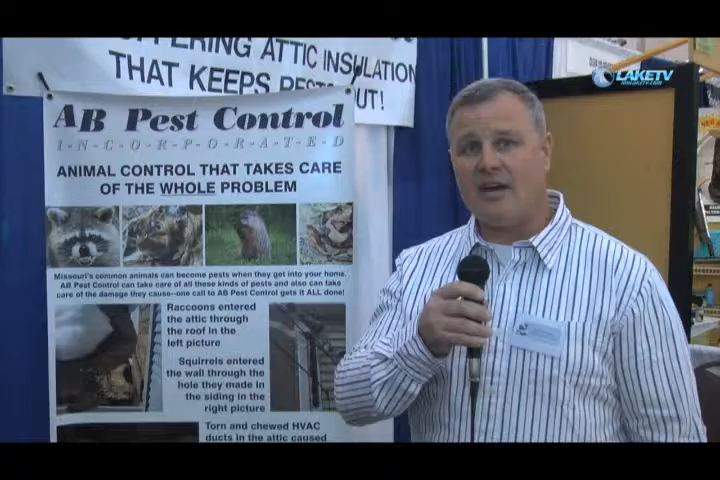 OFFERING ATTIC INSULATION
THAT KEEPS PESTS OUT!
LAKETV
AB Pest Control
I-N-C-O-R-P-O-R-A-T-E-D
ANIMAL CONTROL THAT TAKES CARE
OF THE WHOLE PROBLEM
Missouri's common animals can become pests when they get into your home.
AB Pest Control can take care of all these kinds of pests and also can
take care of the damage they cause--one call to AB Pest Control gets it ALL done!
Raccoons entered
the attic through
the roof in the
left picture
Squirrels entered
the wall through
the hole they made
in the siding in the
right picture
Torn and chewed HVAC
ducts in the attic caused